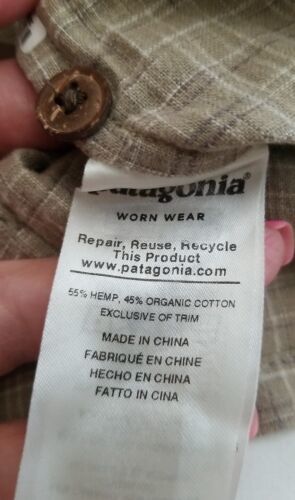 Patagonia®
WORN WEAR
Repair, Reuse, Recycle
This Product
www.patagonia.com
55% HEMP, 45% ORGANIC COTTON
EXCLUSIVE OF TRIM
MADE IN CHINA
FABRIQUÉ EN CHINE
HECHO EN CHINA
FATTO IN CINA